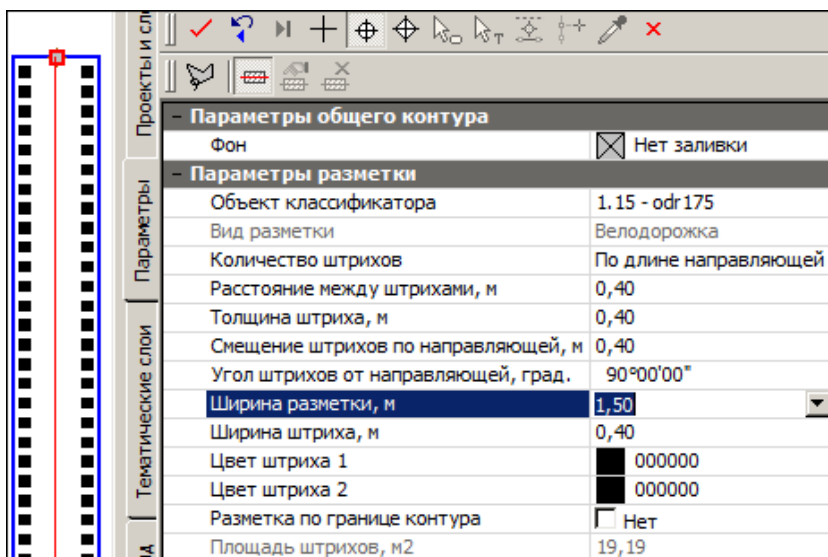 Проекты и сл
Параметры
Тематические слои
− Параметры общего контура
Фон Нет заливки
− Параметры разметки
Объект классификатора 1.15 - odr175
Вид разметки Велодорожка
Количество штрихов По длине направляющей
Расстояние между штрихами, м 0,40
Толщина штриха, м 0,40
Смещение штрихов по направляющей, м 0,40
Угол штрихов от направляющей, град. 90°00'00"
Ширина разметки, м 1,50
Ширина штриха, м 0,40
Цвет штриха 1 000000
Цвет штриха 2 000000
Разметка по границе контура Нет
Площадь штрихов, м2 19,19